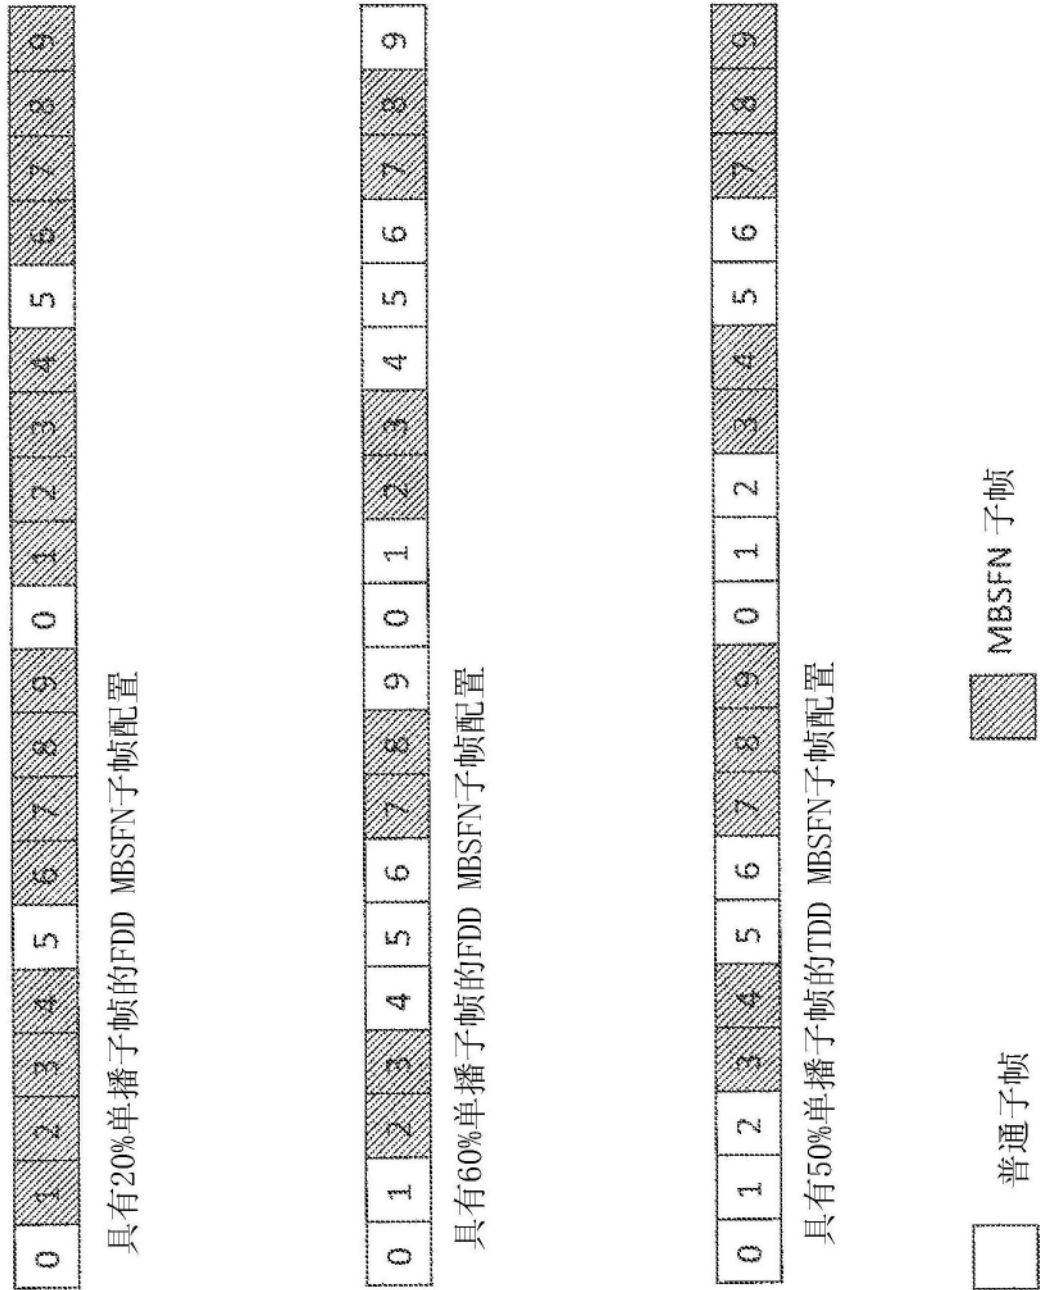 0 1 2 3 4 5 6 7 8 9 0 1 2 3 4 5 6 7 8 9
具有20%单播子帧的FDD MBSFN子帧配置
0 1 2 3 4 5 6 7 8 9 0 1 2 3 4 5 6 7 8 9
具有60%单播子帧的FDD MBSFN子帧配置
0 1 2 3 4 5 6 7 8 9 0 1 2 3 4 5 6 7 8 9
具有50%单播子帧的TDD MBSFN子帧配置
普通子帧
MBSFN 子帧